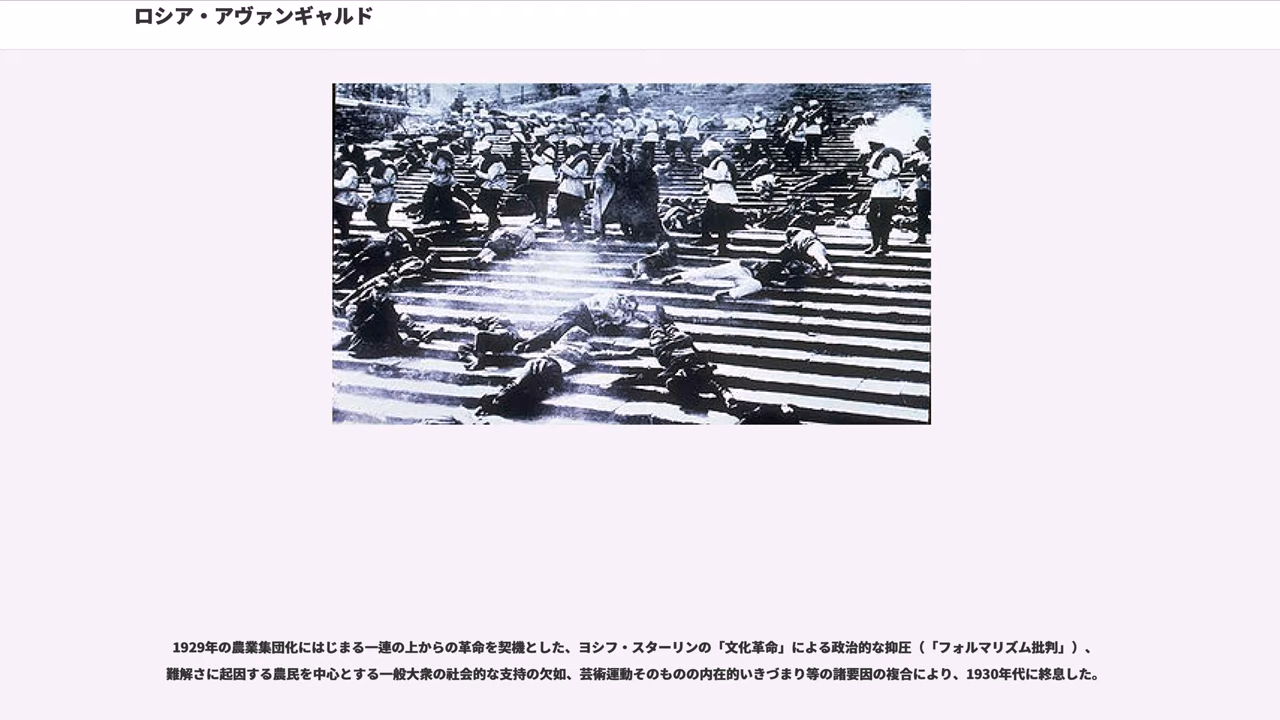 ロシア・アヴァンギャルド
1929年の農業集団化にはじまる一連の上からの革命を契機とした、ヨシフ・スターリンの「文化革命」による政治的な抑圧（「フォルマリズム批判」）、
難解さに起因する農民を中心とする一般大衆の社会的な支持の欠如、芸術運動そのものの内在的いきづまり等の諸要因の複合により、1930年代に終息した。